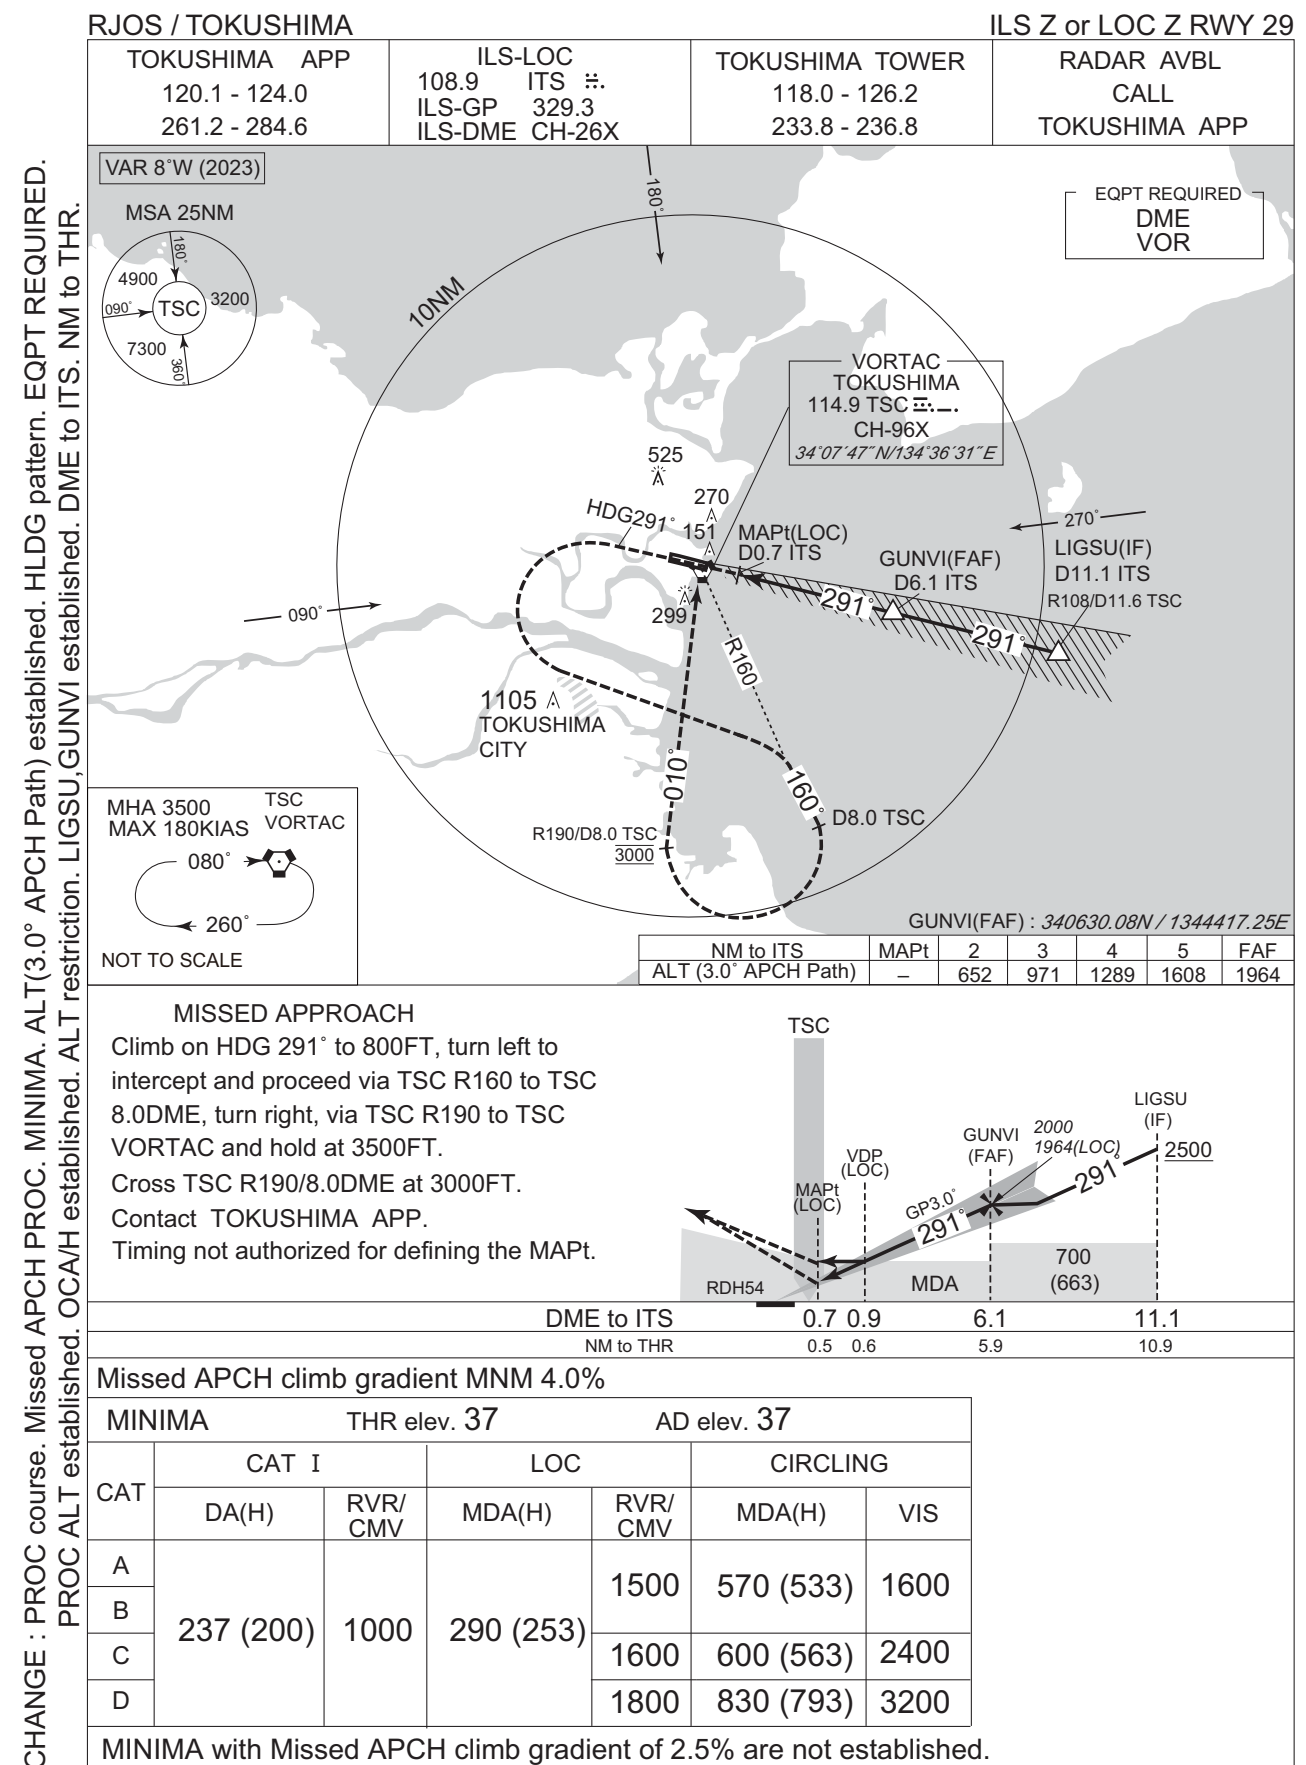 RJOS / TOKUSHIMA
ILS Z or LOC Z RWY 29
TOKUSHIMA APP
120.1 - 124.0
261.2 - 284.6
ILS-LOC
108.9 ITS
ILS-GP 329.3
ILS-DME CH-26X
TOKUSHIMA TOWER
118.0 - 126.2
233.8 - 236.8
RADAR AVBL
CALL
TOKUSHIMA APP
VAR 8°W (2023)
MSA 25NM
180°
4900
3200
090°
TSC
7300
360°
180°
10NM
EQPT REQUIRED
DME
VOR
VORTAC
TOKUSHIMA
114.9 TSC
CH-96X
34°07´47˝N/134°36´31˝E
525
270
151
HDG291°
MAPt(LOC)
D0.7 ITS
GUNVI(FAF)
D6.1 ITS
270°
LIGSU(IF)
D11.1 ITS
R108/D11.6 TSC
291°
291°
299
090°
R160
1105
TOKUSHIMA
CITY
010°
160°
D8.0 TSC
R190/D8.0 TSC
3000
MHA 3500
MAX 180KIAS
TSC
VORTAC
080°
260°
NOT TO SCALE
GUNVI(FAF) : 340630.08N / 1344417.25E
NM to ITS MAPt 2 3 4 5 FAF
ALT (3.0° APCH Path) – 652 971 1289 1608 1964
MISSED APPROACH
Climb on HDG 291° to 800FT, turn left to
intercept and proceed via TSC R160 to TSC
8.0DME, turn right, via TSC R190 to TSC
VORTAC and hold at 3500FT.
Cross TSC R190/8.0DME at 3000FT.
Contact TOKUSHIMA APP.
Timing not authorized for defining the MAPt.
TSC
LIGSU
(IF)
2500
GUNVI
(FAF)
2000
1964(LOC)
VDP
(LOC)
MAPt
(LOC)
GP3.0°
291°
291°
RDH54
MDA
700
(663)
DME to ITS 0.7 0.9 6.1 11.1
NM to THR 0.5 0.6 5.9 10.9
Missed APCH climb gradient MNM 4.0%
MINIMA THR elev. 37 AD elev. 37
CAT CAT I LOC CIRCLING
DA(H) RVR/CMV MDA(H) RVR/CMV MDA(H) VIS
A
B
C
D
237 (200) 1000 290 (253)
1500 570 (533) 1600
1600 600 (563) 2400
1800 830 (793) 3200
MINIMA with Missed APCH climb gradient of 2.5% are not established.
CHANGE : PROC course. Missed APCH PROC. MINIMA. ALT(3.0° APCH Path) established. HLDG pattern. EQPT REQUIRED.
PROC ALT established. OCA/H established. ALT restriction. LIGSU,GUNVI established. DME to ITS. NM to THR.